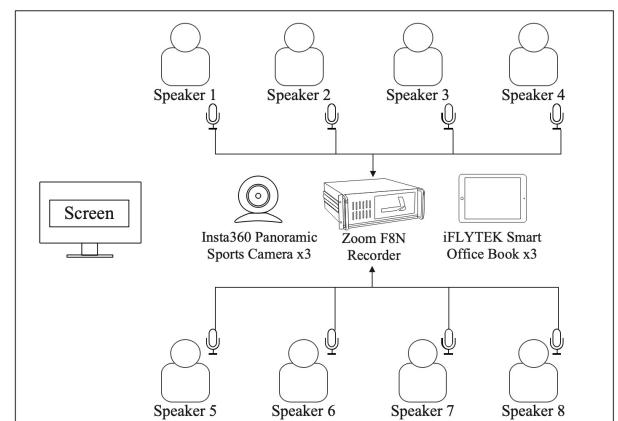 Speaker 1
Speaker 2
Speaker 3
Speaker 4
Screen
Insta360 Panoramic
Sports Camera x3
Zoom F8N
Recorder
iFLYTEK Smart
Office Book x3
Speaker 5
Speaker 6
Speaker 7
Speaker 8